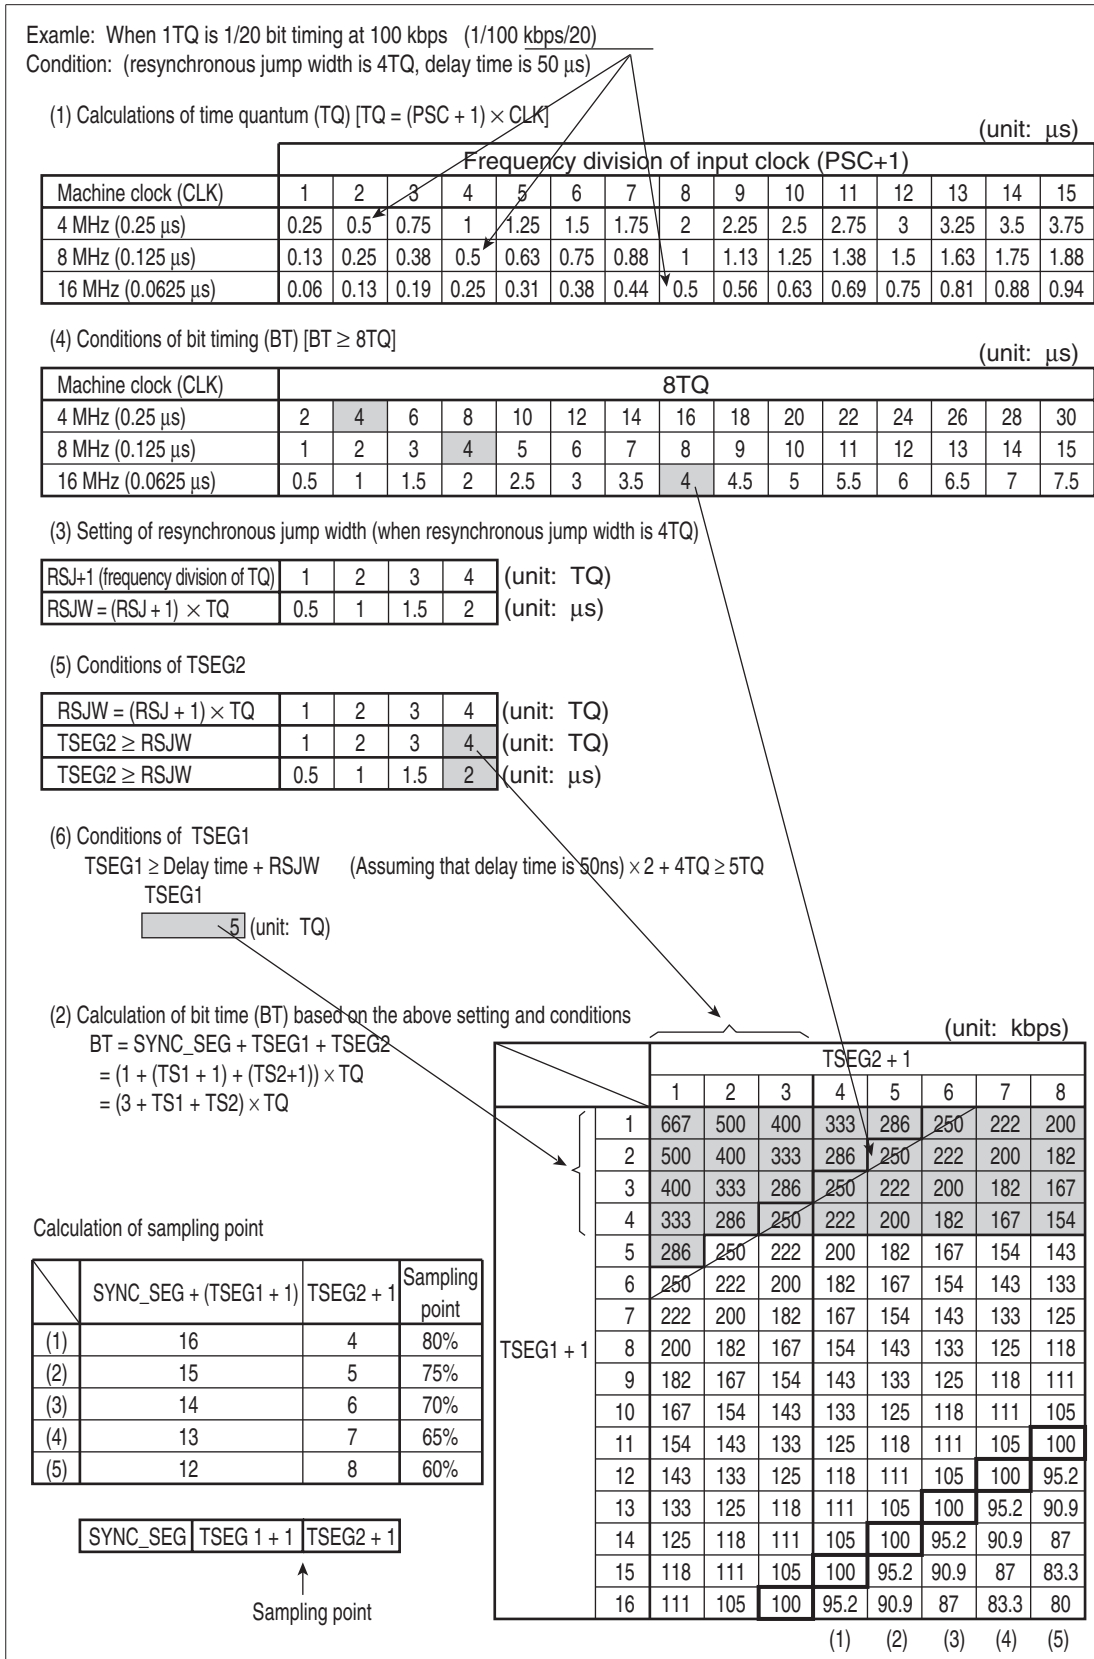 Examle: When 1TQ is 1/20 bit timing at 100 kbps (1/100 kbps/20)
Condition: (resynchronous jump width is 4TQ, delay time is 50 μs)
(1) Calculations of time quantum (TQ) [TQ = (PSC + 1) × CLK]
(unit: μs)
Frequency division of input clock (PSC+1)
Machine clock (CLK) 1 2 3 4 5 6 7 8 9 10 11 12 13 14 15
4 MHz (0.25 μs) 0.25 0.5 0.75 1 1.25 1.5 1.75 2 2.25 2.5 2.75 3 3.25 3.5 3.75
8 MHz (0.125 μs) 0.13 0.25 0.38 0.5 0.63 0.75 0.88 1 1.13 1.25 1.38 1.5 1.63 1.75 1.88
16 MHz (0.0625 μs) 0.06 0.13 0.19 0.25 0.31 0.38 0.44 0.5 0.56 0.63 0.69 0.75 0.81 0.88 0.94
(4) Conditions of bit timing (BT) [BT ≥ 8TQ]
(unit: μs)
Machine clock (CLK) 8TQ
4 MHz (0.25 μs) 2 4 6 8 10 12 14 16 18 20 22 24 26 28 30
8 MHz (0.125 μs) 1 2 3 4 5 6 7 8 9 10 11 12 13 14 15
16 MHz (0.0625 μs) 0.5 1 1.5 2 2.5 3 3.5 4 4.5 5 5.5 6 6.5 7 7.5
(3) Setting of resynchronous jump width (when resynchronous jump width is 4TQ)
RSJ+1 (frequency division of TQ) 1 2 3 4 (unit: TQ)
RSJW = (RSJ + 1) × TQ 0.5 1 1.5 2 (unit: μs)
(5) Conditions of TSEG2
RSJW = (RSJ + 1) × TQ 1 2 3 4 (unit: TQ)
TSEG2 ≥ RSJW 1 2 3 4 (unit: TQ)
TSEG2 ≥ RSJW 0.5 1 1.5 2 (unit: μs)
(6) Conditions of TSEG1
TSEG1 ≥ Delay time + RSJW (Assuming that delay time is 50ns) × 2 + 4TQ ≥ 5TQ
TSEG1
5 (unit: TQ)
(2) Calculation of bit time (BT) based on the above setting and conditions
BT = SYNC_SEG + TSEG1 + TSEG2
= (1 + (TS1 + 1) + (TS2+1)) × TQ
= (3 + TS1 + TS2) × TQ
(unit: kbps)
TSEG2 + 1
1 2 3 4 5 6 7 8
TSEG1 + 1
1 667 500 400 333 286 250 222 200
2 500 400 333 286 250 222 200 182
3 400 333 286 250 222 200 182 167
4 333 286 250 222 200 182 167 154
5 286 250 222 200 182 167 154 143
6 250 222 200 182 167 154 143 133
7 222 200 182 167 154 143 133 125
8 200 182 167 154 143 133 125 118
9 182 167 154 143 133 125 118 111
10 167 154 143 133 125 118 111 105
11 154 143 133 125 118 111 105 100
12 143 133 125 118 111 105 100 95.2
13 133 125 118 111 105 100 95.2 90.9
14 125 118 111 105 100 95.2 90.9 87
15 118 111 105 100 95.2 90.9 87 83.3
16 111 105 100 95.2 90.9 87 83.3 80
(1) (2) (3) (4) (5)
Calculation of sampling point
SYNC_SEG + (TSEG1 + 1) TSEG2 + 1 Sampling
point
(1) 16 4 80%
(2) 15 5 75%
(3) 14 6 70%
(4) 13 7 65%
(5) 12 8 60%
SYNC_SEG TSEG 1 + 1 TSEG2 + 1
Sampling point